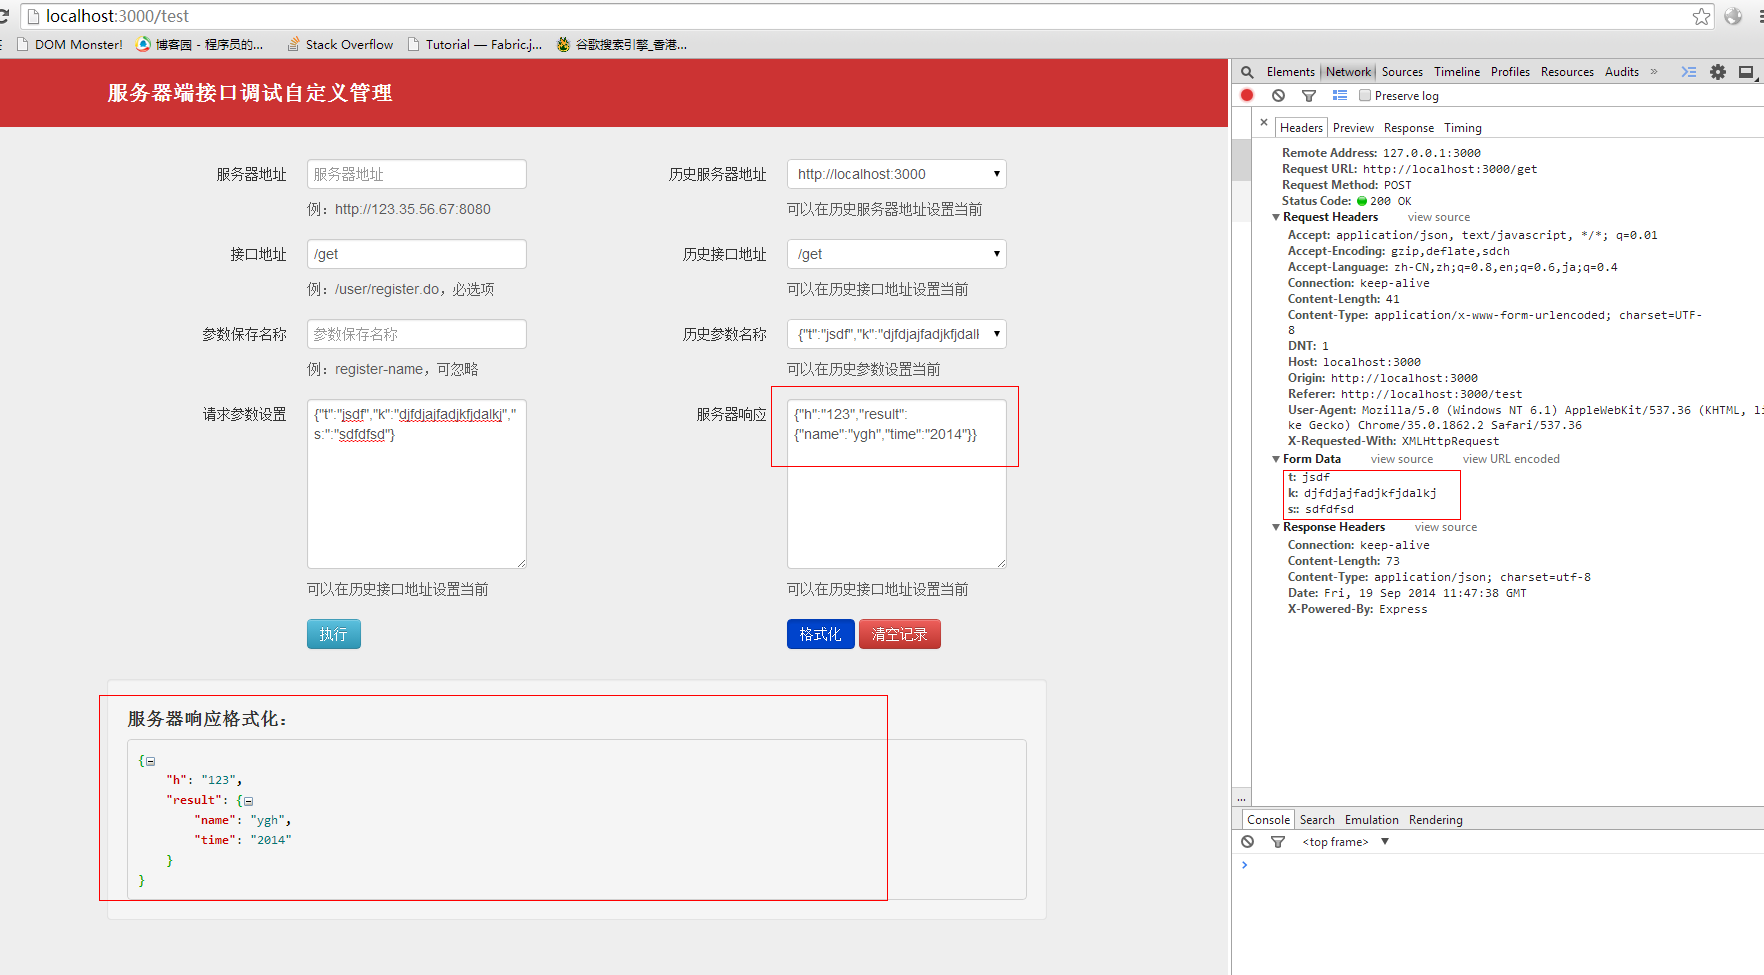 localhost:3000/test
DOM Monster!
博客园 - 程序员的...
Stack Overflow
Tutorial — Fabric.j...
谷歌搜索引擎_香港...
服务器端接口调试自定义管理
服务器地址
服务器地址
历史服务器地址
http://localhost:3000
例：http://123.35.56.67:8080
可以在历史服务器地址设置当前
接口地址
/get
历史接口地址
/get
例：/user/register.do，必选项
可以在历史接口地址设置当前
参数保存名称
参数保存名称
历史参数名称
{"t":"jsdf","k":"djfdjajfadjkfjdalk
例：register-name，可忽略
可以在历史参数设置当前
请求参数设置
{"t":"jsdf","k":"djfdjajfadjkfjdalkj","
s:":"sdfdfsd"}
服务器响应
{"h":"123","result":
{"name":"ygh","time":"2014"}}
可以在历史接口地址设置当前
可以在历史接口地址设置当前
执行
格式化
清空记录
服务器响应格式化：
{
"h": "123",
"result": {
"name": "ygh",
"time": "2014"
}
}
Elements Network Sources Timeline Profiles Resources Audits »
Preserve log
× Headers Preview Response Timing
Remote Address: 127.0.0.1:3000
Request URL: http://localhost:3000/get
Request Method: POST
Status Code: 200 OK
Request Headers view source
Accept: application/json, text/javascript, */*; q=0.01
Accept-Encoding: gzip,deflate,sdch
Accept-Language: zh-CN,zh;q=0.8,en;q=0.6,ja;q=0.4
Connection: keep-alive
Content-Length: 41
Content-Type: application/x-www-form-urlencoded; charset=UTF-
8
DNT: 1
Host: localhost:3000
Origin: http://localhost:3000
Referer: http://localhost:3000/test
User-Agent: Mozilla/5.0 (Windows NT 6.1) AppleWebKit/537.36 (KHTML, li
ke Gecko) Chrome/35.0.1862.2 Safari/537.36
X-Requested-With: XMLHttpRequest
Form Data view source view URL encoded
t: jsdf
k: djfdjajfadjkfjdalkj
s:: sdfdfsd
Response Headers view source
Connection: keep-alive
Content-Length: 73
Content-Type: application/json; charset=utf-8
Date: Fri, 19 Sep 2014 11:47:38 GMT
X-Powered-By: Express
...
Console Search Emulation Rendering
<top frame>